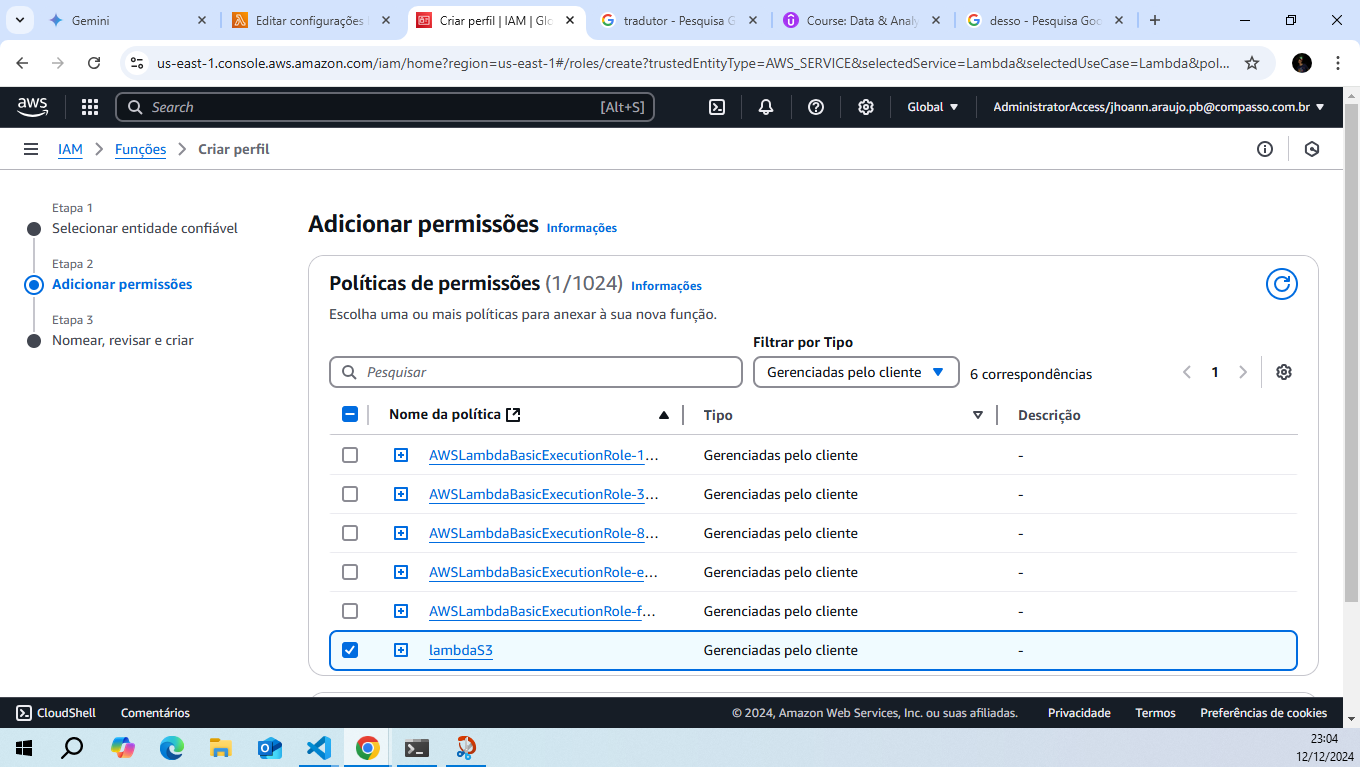 Gemini
Editar configurações
Criar perfil | IAM | Glo
tradutor - Pesquisa G
Course: Data & Analy
desso - Pesquisa Goo
us-east-1.console.aws.amazon.com/iam/home?region=us-east-1#/roles/create?trustedEntityType=AWS_SERVICE&selectedService=Lambda&selectedUseCase=Lambda&pol...
aws
Search
[Alt+S]
Global
AdministratorAccess/jhoann.araujo.pb@compasso.com.br
IAM > Funções > Criar perfil
Etapa 1
Selecionar entidade confiável
Etapa 2
Adicionar permissões
Etapa 3
Nomear, revisar e criar
Adicionar permissões Informações
Políticas de permissões (1/1024) Informações
Escolha uma ou mais políticas para anexar à sua nova função.
Filtrar por Tipo
Pesquisar
Gerenciadas pelo cliente
6 correspondências
1
Nome da política Tipo Descrição
AWSLambdaBasicExecutionRole-1... Gerenciadas pelo cliente -
AWSLambdaBasicExecutionRole-3... Gerenciadas pelo cliente -
AWSLambdaBasicExecutionRole-8... Gerenciadas pelo cliente -
AWSLambdaBasicExecutionRole-e... Gerenciadas pelo cliente -
AWSLambdaBasicExecutionRole-f... Gerenciadas pelo cliente -
lambdaS3 Gerenciadas pelo cliente -
CloudShell
Comentários
© 2024, Amazon Web Services, Inc. ou suas afiliadas.
Privacidade
Termos
Preferências de cookies
23:04
12/12/2024